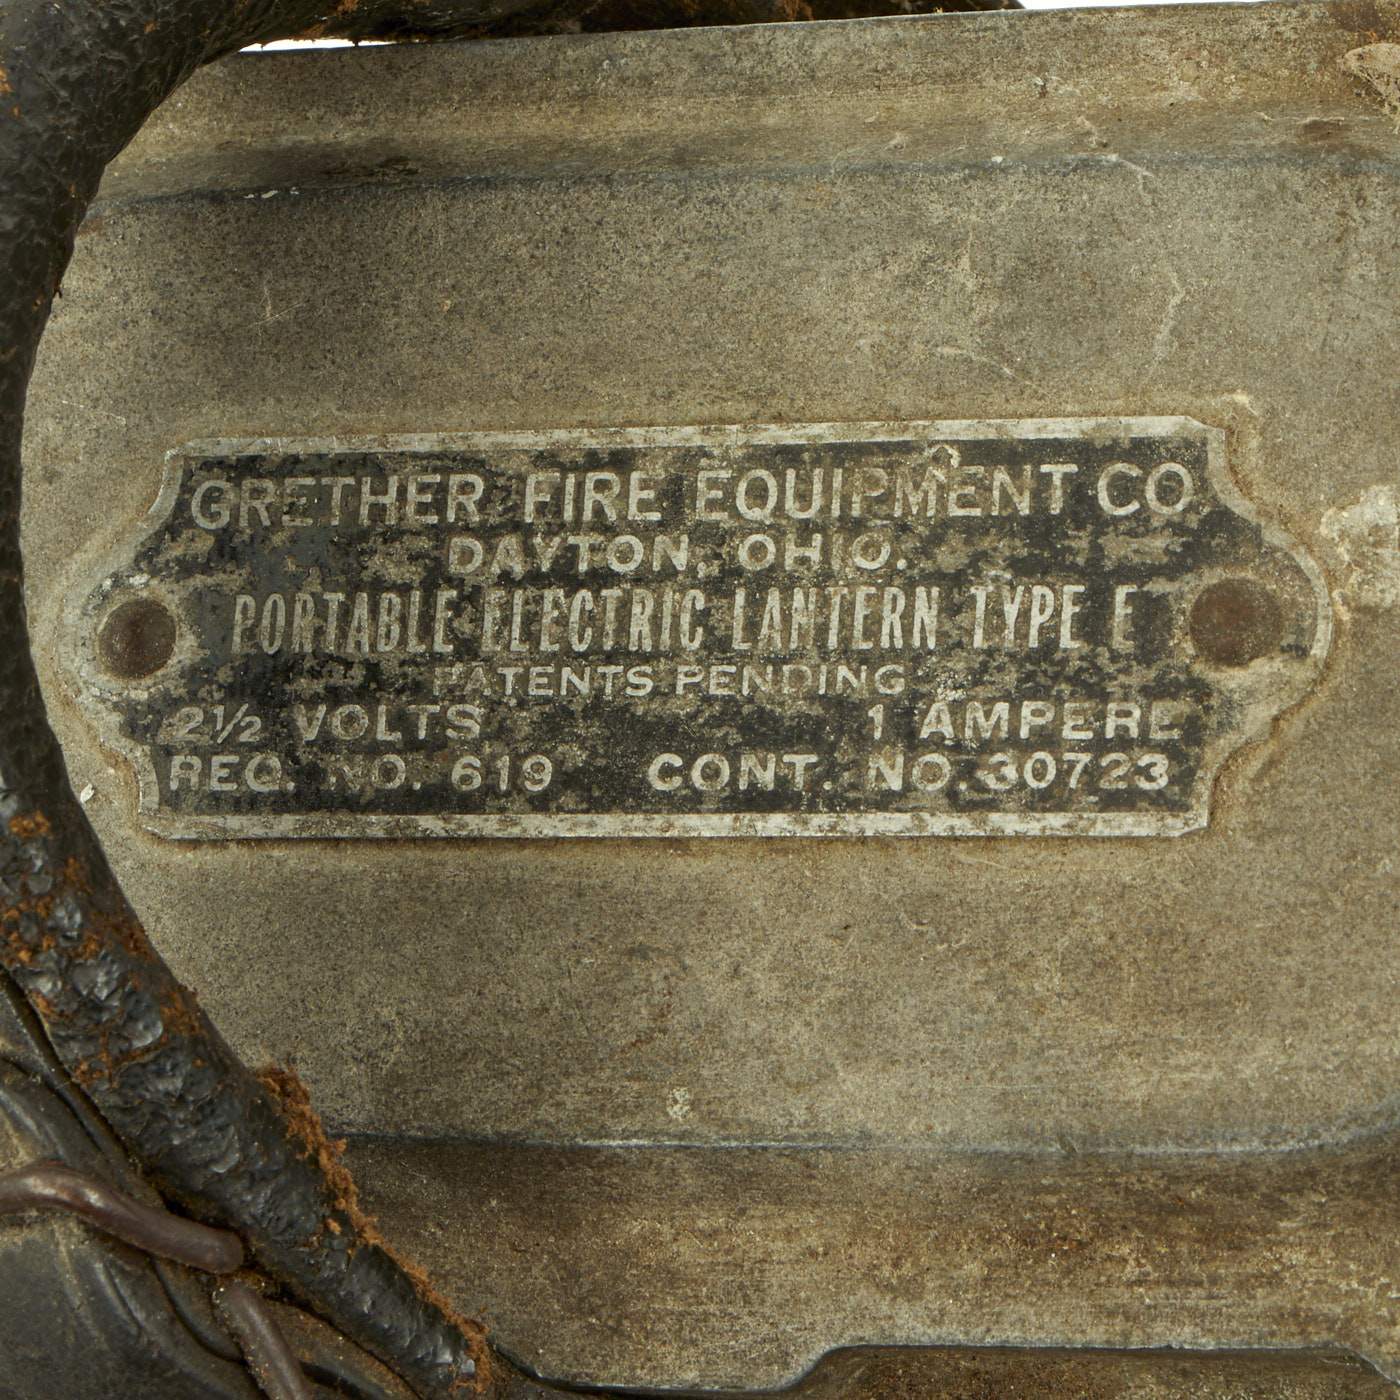 GRETHER FIRE EQUIPMENT CO.
DAYTON, OHIO.
PORTABLE ELECTRIC LANTERN TYPE E
PATENTS PENDING
2½ VOLTS 1 AMPERE
REQ. NO. 619 CONT. NO. 30723